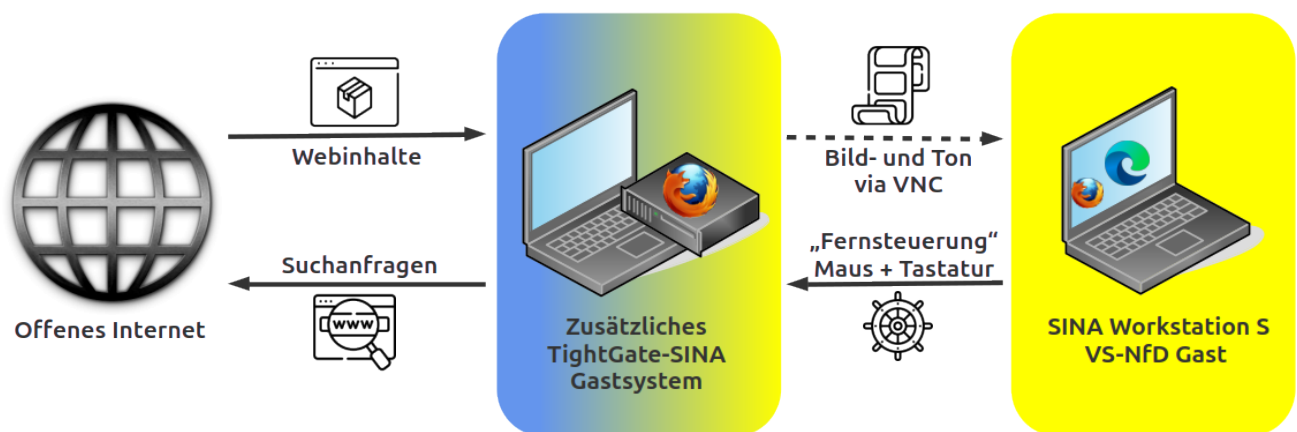 Webinhalte
Suchanfragen
www
Offenes Internet
Zusätzliches
TightGate-SINA
Gastsystem
Bild- und Ton
via VNC
„Fernsteuerung“
Maus + Tastatur
SINA Workstation S
VS-NfD Gast